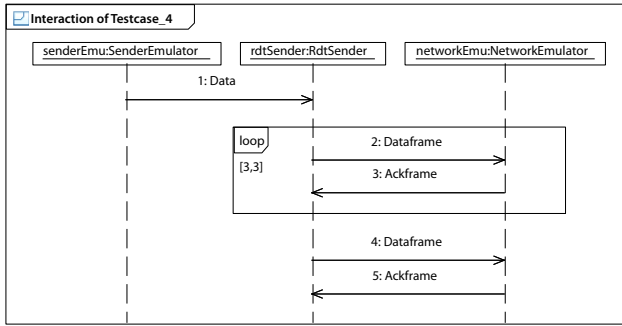 Interaction of Testcase_4
senderEmu:SenderEmulator
rdtSender:RdtSender
networkEmu:NetworkEmulator
1: Data
loop
2: Dataframe
[3,3]
3: Ackframe
4: Dataframe
5: Ackframe